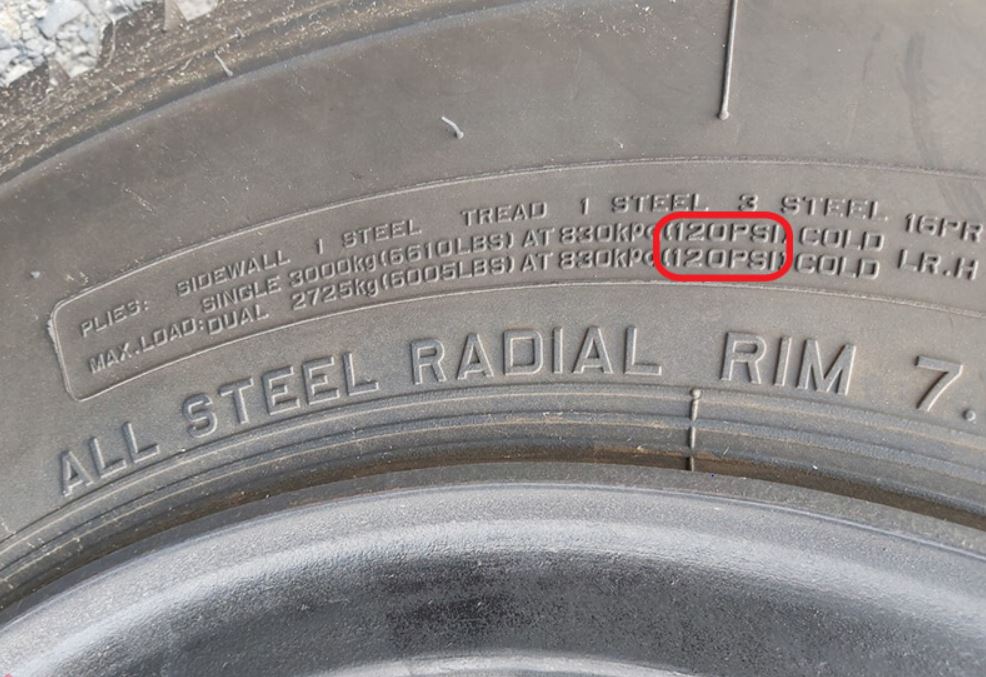 PLIES: SIDEWALL 1 STEEL TREAD 1 STEEL 3 STEEL 16PR
MAX.LOAD: SINGLE 3000kg(6610LBS) AT 830kPa(120PSI) COLD
DUAL 2725kg(6005LBS) AT 830kPa(120PSI) COLD LR.H
ALL STEEL RADIAL RIM 7.